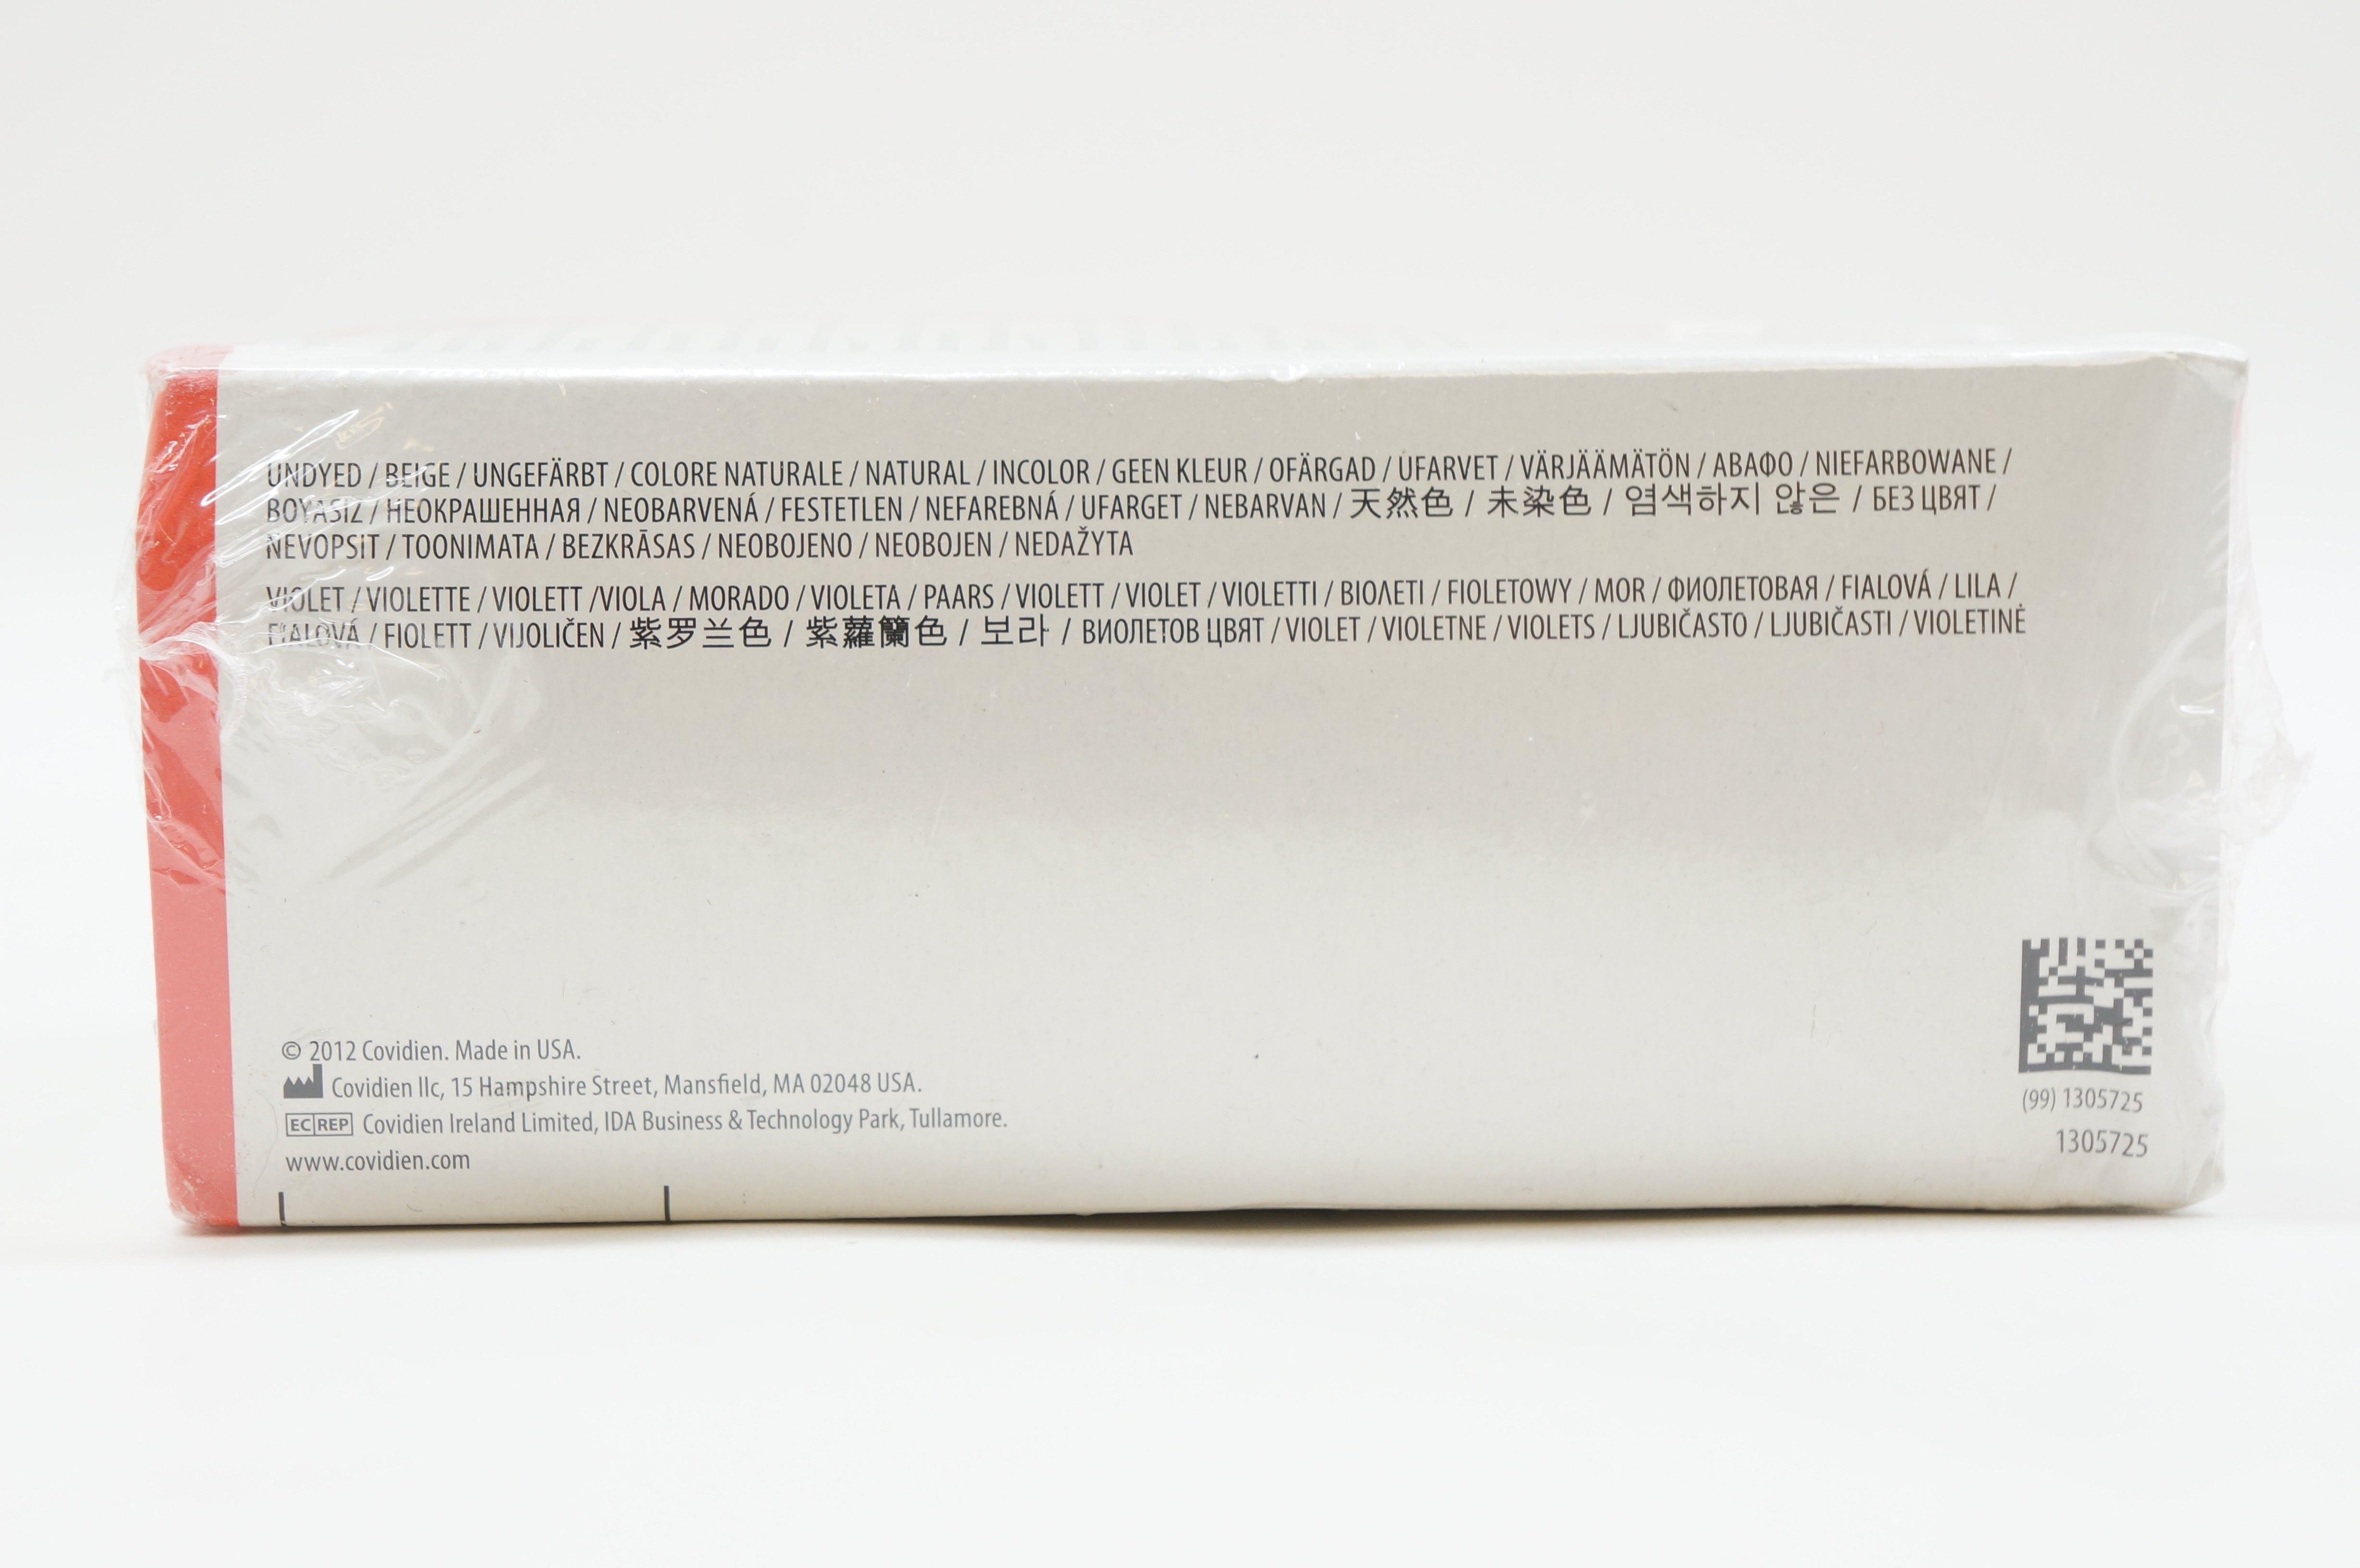 UNDYED / BEIGE / UNGEFÄRBT / COLORE NATURALE / NATURAL / INCOLOR / GEEN KLEUR / OFÄRGAD / UFARVET / VÄRJÄÄMÄTÖN / ΑΒΑΦΟ / NIEFARBOWANE /
BOYASIZ / НЕОКРАШЕННАЯ / NEOBARVENÁ / FESTETLEN / NEFAREBNÁ / UFARGET / NEBARVAN / 天然色 / 未染色 / 염색하지 않은 / БЕЗ ЦВЯТ /
NEVOPSIT / TOONIMATA / BEZKRĀSAS / NEOBOJENO / NEOBOJEN / NEDAŽYTA
VIOLET / VIOLETTE / VIOLETT /VIOLA / MORADO / VIOLETA / PAARS / VIOLETT / VIOLET / VIOLETTI / ΒΙΟΛΕΤΙ / FIOLETOWY / MOR / ФИОЛЕТОВАЯ / FIALOVÁ / LILA /
FIALOVÁ / FIOLETT / VIJOLIČEN / 紫罗兰色 / 紫蘿蘭色 / 보라 / ВИОЛЕТОВ ЦВЯТ / VIOLET / VIOLETNE / VIOLETS / LJUBIČASTO / LJUBIČASTI / VIOLETINĖ
© 2012 Covidien. Made in USA.
Covidien llc, 15 Hampshire Street, Mansfield, MA 02048 USA.
EC REP Covidien Ireland Limited, IDA Business & Technology Park, Tullamore.
www.covidien.com
(99) 1305725
1305725